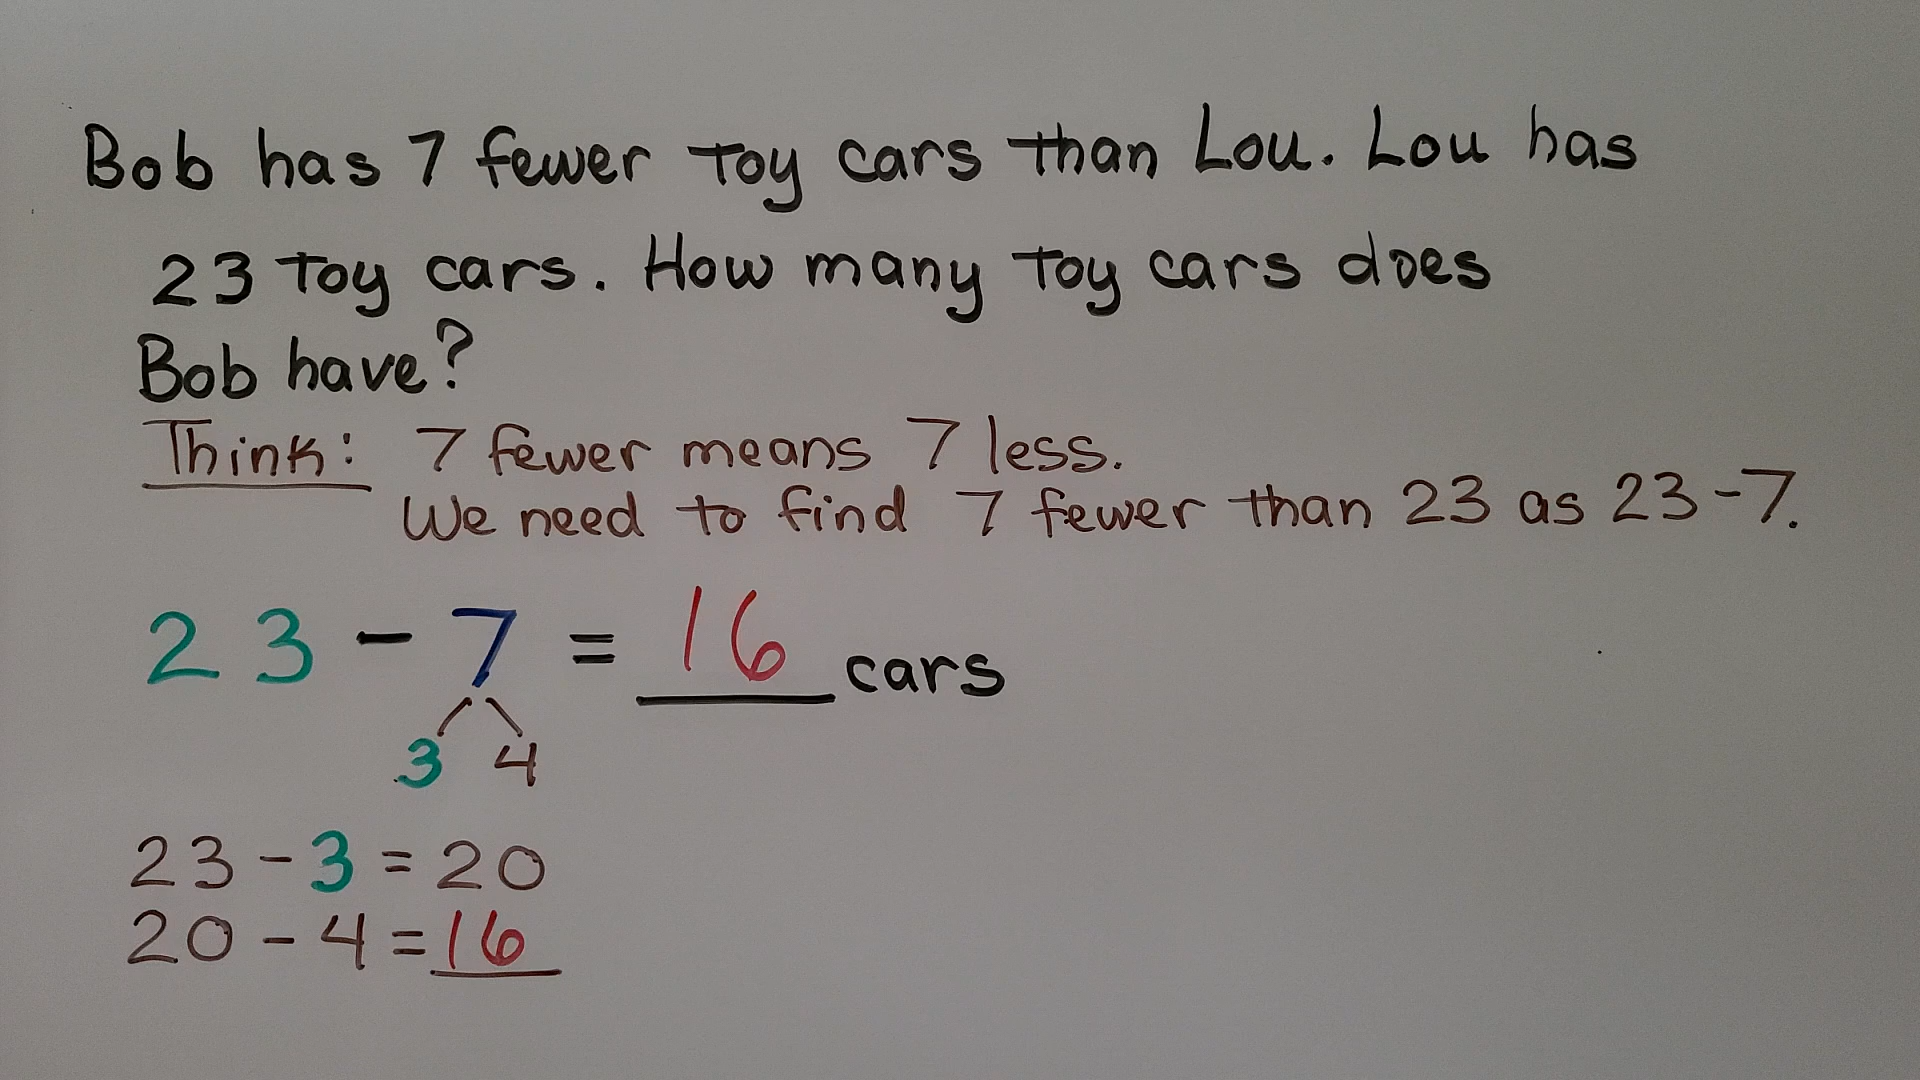 Bob has 7 fewer toy cars than Lou. Lou has
23 toy cars. How many toy cars does
Bob have?
Think: 7 fewer means 7 less.
We need to find 7 fewer than 23 as 23-7.
23 - 7 = 16 cars
3 4
23 - 3 = 20
20 - 4 = 16